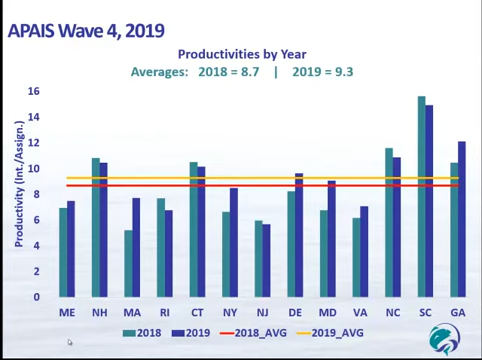 APAIS Wave 4, 2019
Productivities by Year
Averages: 2018 = 8.7 | 2019 = 9.3
Productivity (Int./Assign.)
16
14
12
10
8
6
4
2
0
ME NH MA RI CT NY NJ DE MD VA NC SC GA
2018 2019 2018_AVG 2019_AVG